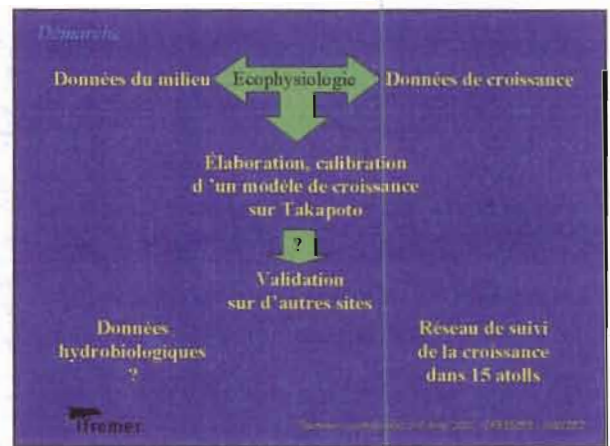 Démarche
Données du milieu Ecophysiologie Données de croissance
Élaboration, calibration
d 'un modèle de croissance
sur Takapoto
?
Validation
sur d'autres sites
Données
hydrobiologiques
?
Réseau de suivi
de la croissance
dans 15 atolls
Ifremer